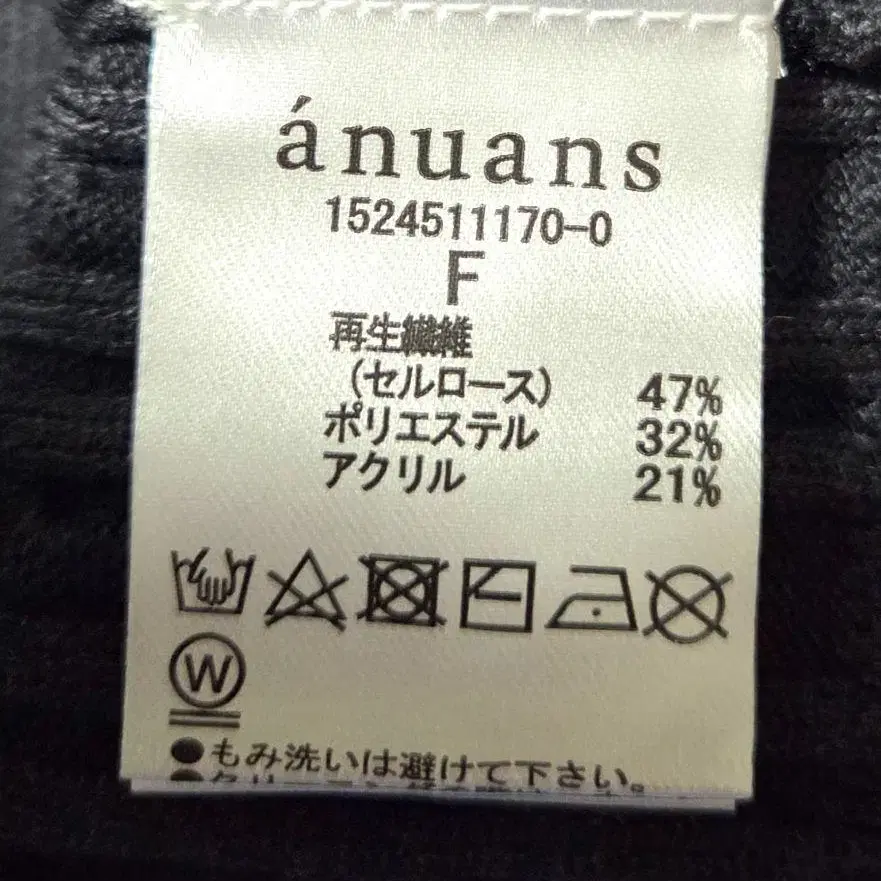 ánuans
1524511170-0
F
再生繊維
(セルロース) 47%
ポリエステル 32%
アクリル 21%
W
●もみ洗いは避けて下さい。